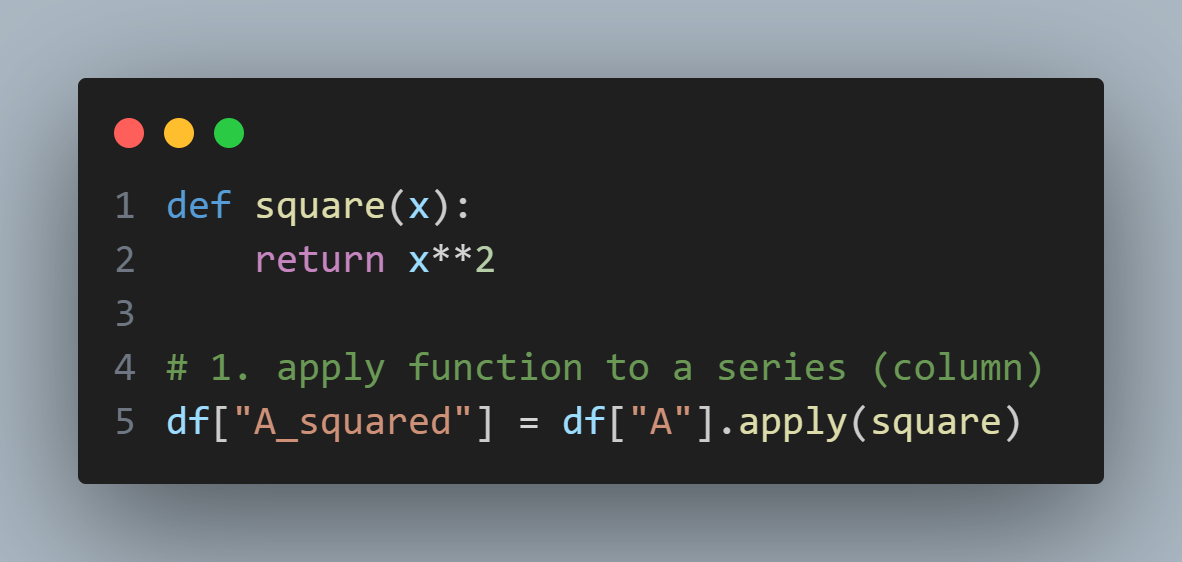 1 def square(x):
2     return x**2
3
4 # 1. apply function to a series (column)
5 df["A_squared"] = df["A"].apply(square)